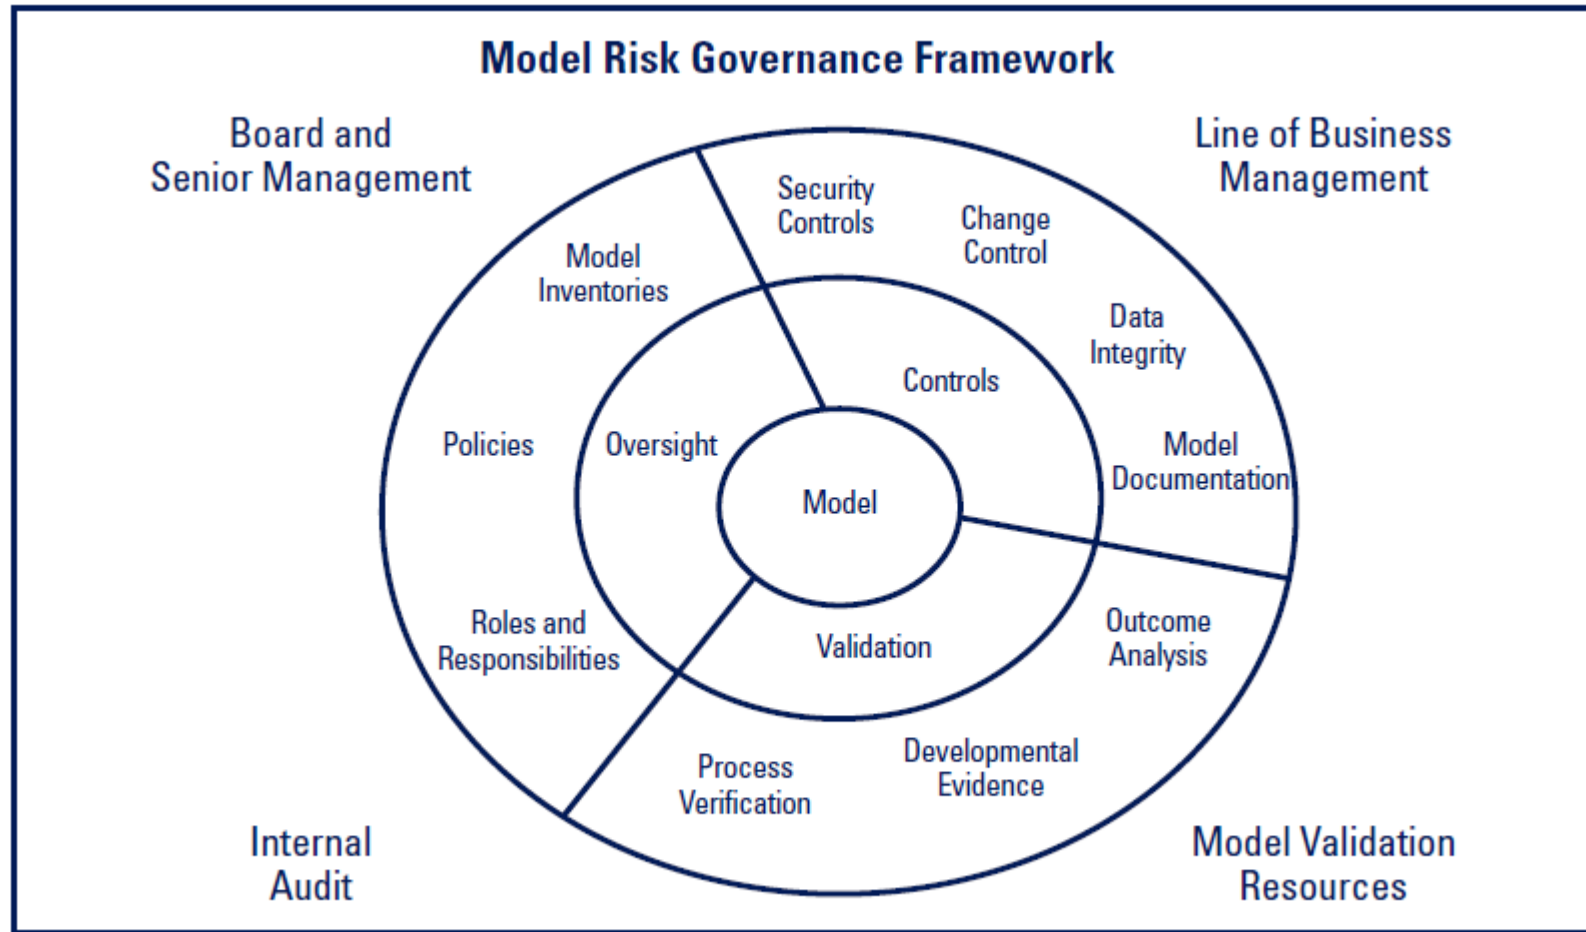 Model Risk Governance Framework
Board and
Senior Management
Line of Business
Management
Security
Controls
Change
Control
Model
Inventories
Data
Integrity
Controls
Policies
Oversight
Model
Documentation
Model
Roles and
Responsibilities
Validation
Outcome
Analysis
Process
Verification
Developmental
Evidence
Internal
Audit
Model Validation
Resources